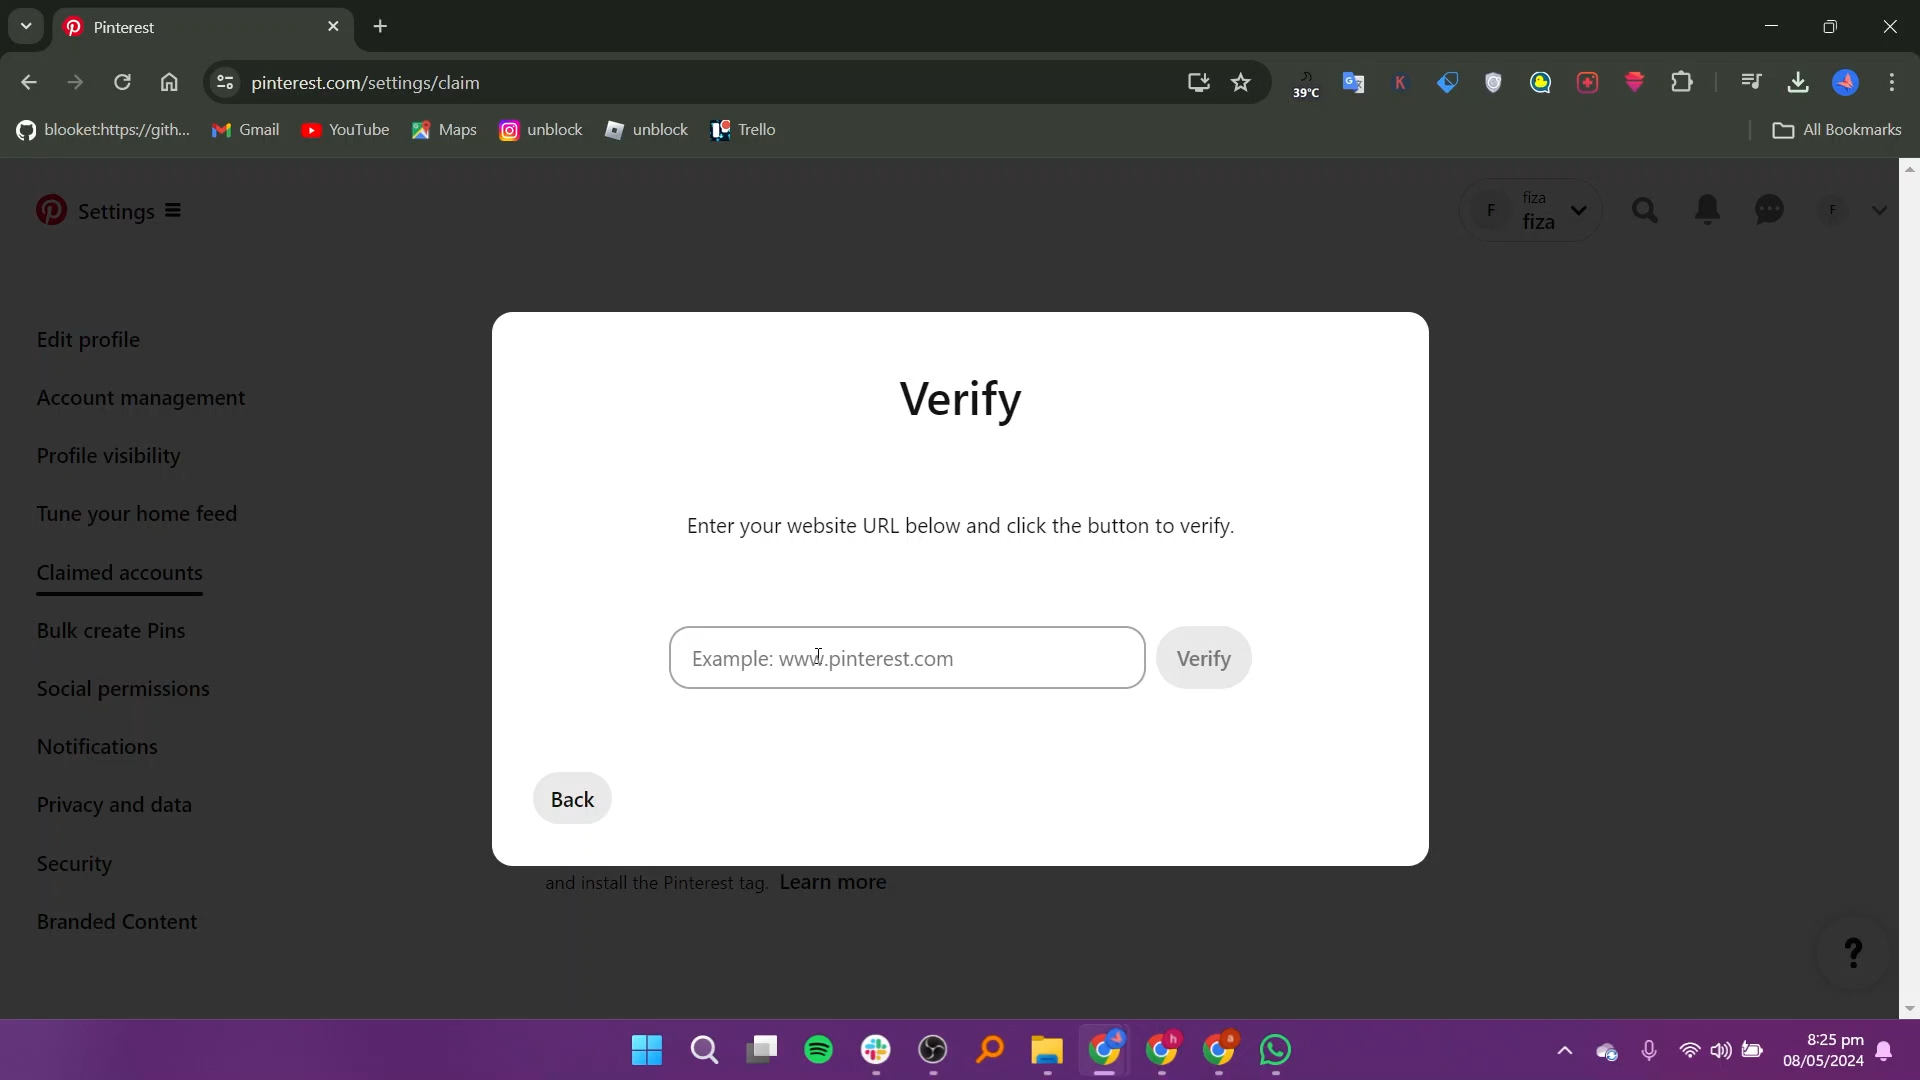 Pinterest
pinterest.com/settings/claim
39°C
K
blooket:https://gith...
Gmail
YouTube
Maps
unblock
unblock
Trello
All Bookmarks
Settings
F
fiza
fiza
F
Edit profile
Account management
Profile visibility
Tune your home feed
Claimed accounts
Bulk create Pins
Social permissions
Notifications
Privacy and data
Security
Branded Content
Verify
Enter your website URL below and click the button to verify.
Example: www.pinterest.com
Verify
Back
and install the Pinterest tag. Learn more
?
h
a
8:25 pm
08/05/2024